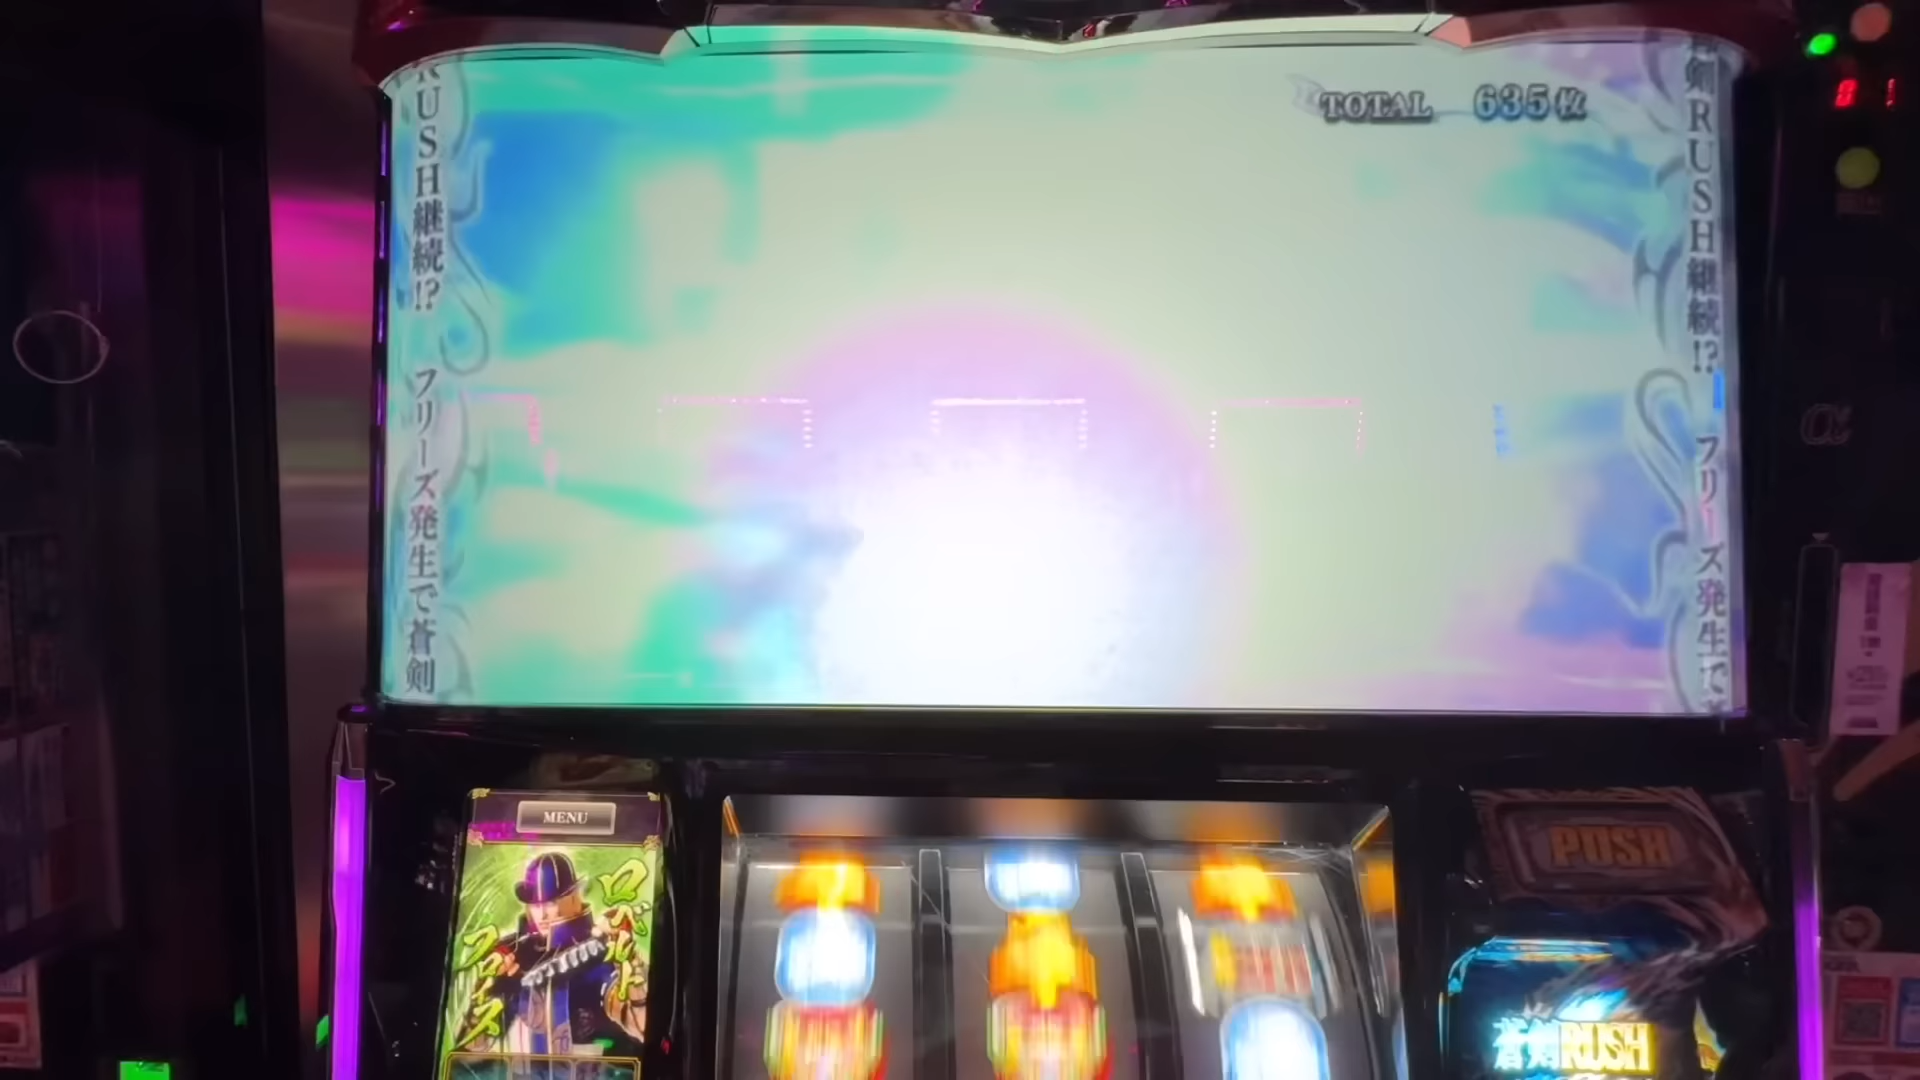 RUSH継続!? フリーズ発生で蒼剣
TOTAL 635枚
剣RUSH継続!? フリーズ発生で
MENU
ロベルト
フロイス
PUSH
蒼剣RUSH